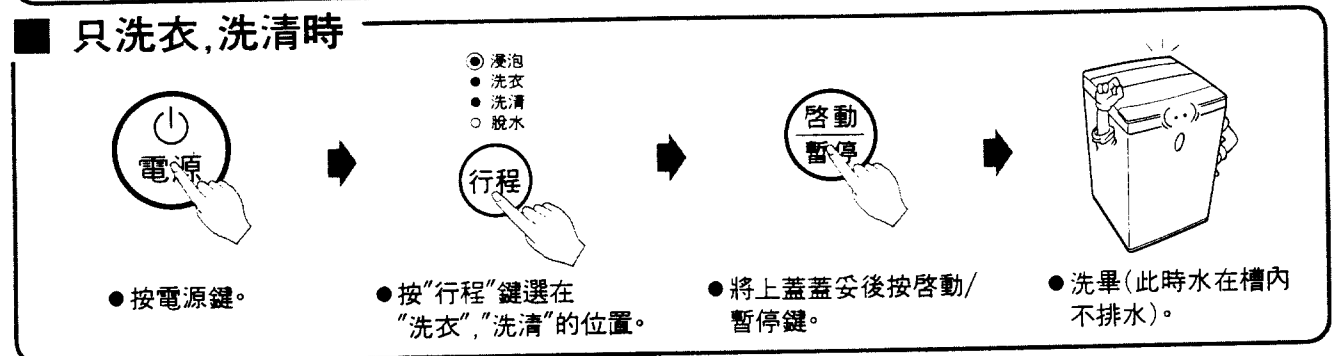 ■ 只洗衣,洗清時
浸泡
洗衣
洗清
脫水
電源
行程
啓動
暫停
●按電源鍵。
●按"行程"鍵選在
"洗衣","洗清"的位置。
●將上蓋蓋妥後按啓動/
暫停鍵。
●洗畢(此時水在槽內
不排水)。